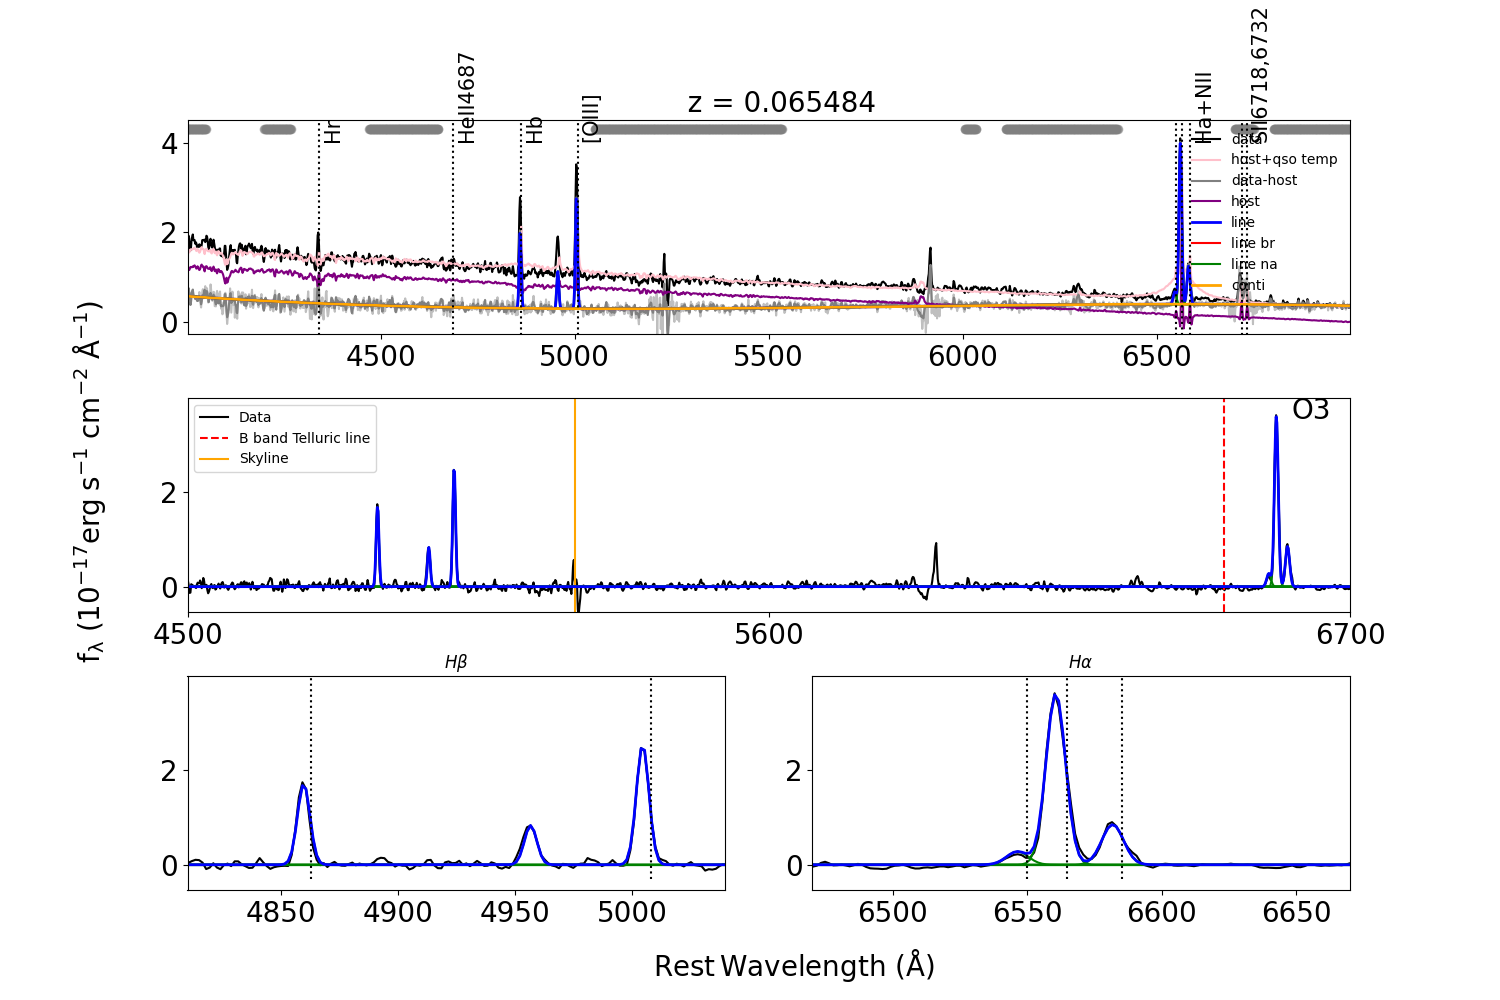 z = 0.065484
Hr
HeII4687
Hb
[OIII]
Ha+NII
SII6718,6732
4
2
0
data
host+qso temp
data-host
host
line
line br
line na
conti
4500 5000 5500 6000 6500
Data
B band Telluric line
Skyline
O3
2
0
4500 5600 6700
f_λ (10⁻¹⁷erg s⁻¹ cm⁻² Å⁻¹)
Hβ
2
0
4850 4900 4950 5000
Hα
2
0
6500 6550 6600 6650
Rest Wavelength (Å)